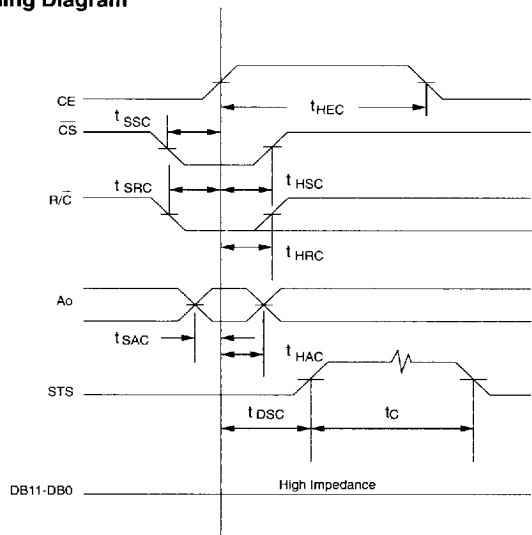 ing Diagram
CE
tHEC
CS
tSSC
tSRC
tHSC
R/C
tHRC
Ao
tSAC
tHAC
STS
tDSC
tC
DB11-DB0
High Impedance